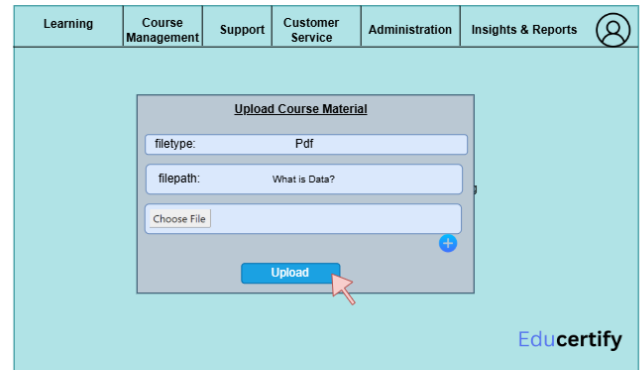 Learning
Course
Management
Support
Customer
Service
Administration
Insights & Reports
Upload Course Material
filetype: Pdf
filepath: What is Data?
Choose File
Upload
Educertify